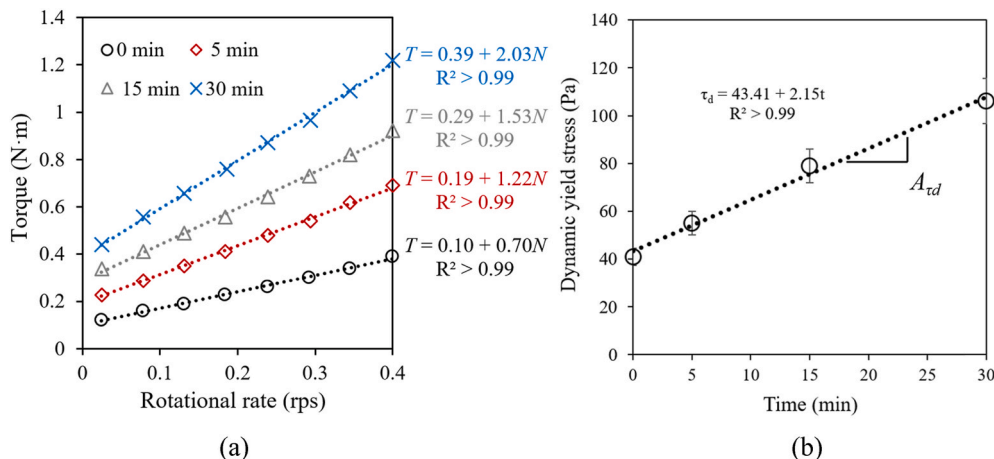 1.4
1.2
1
0.8
0.6
0.4
0.2
0
Torque (N·m)
0 min
5 min
15 min
30 min
T = 0.39 + 2.03N
R² > 0.99
T = 0.29 + 1.53N
R² > 0.99
T = 0.19 + 1.22N
R² > 0.99
T = 0.10 + 0.70N
R² > 0.99
0 0.1 0.2 0.3 0.4
Rotational rate (rps)
(a)
140
120
100
80
60
40
20
0
Dynamic yield stress (Pa)
τd = 43.41 + 2.15t
R² > 0.99
Aτd
0 5 10 15 20 25 30
Time (min)
(b)